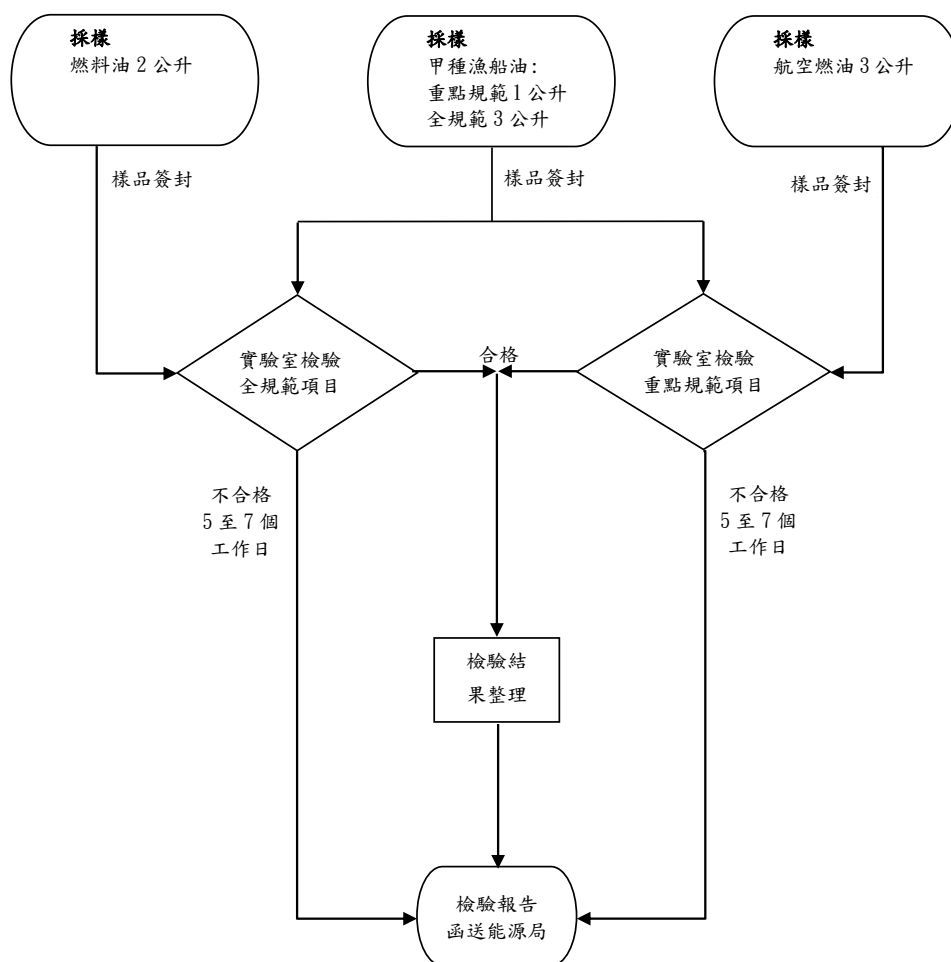 採樣
燃料油 2 公升
採樣
甲種漁船油:
重點規範 1 公升
全規範 3 公升
採樣
航空燃油 3 公升
樣品簽封
樣品簽封
樣品簽封
實驗室檢驗
全規範項目
合格
實驗室檢驗
重點規範項目
不合格
5 至 7 個
工作日
不合格
5 至 7 個
工作日
檢驗結
果整理
檢驗報告
函送能源局